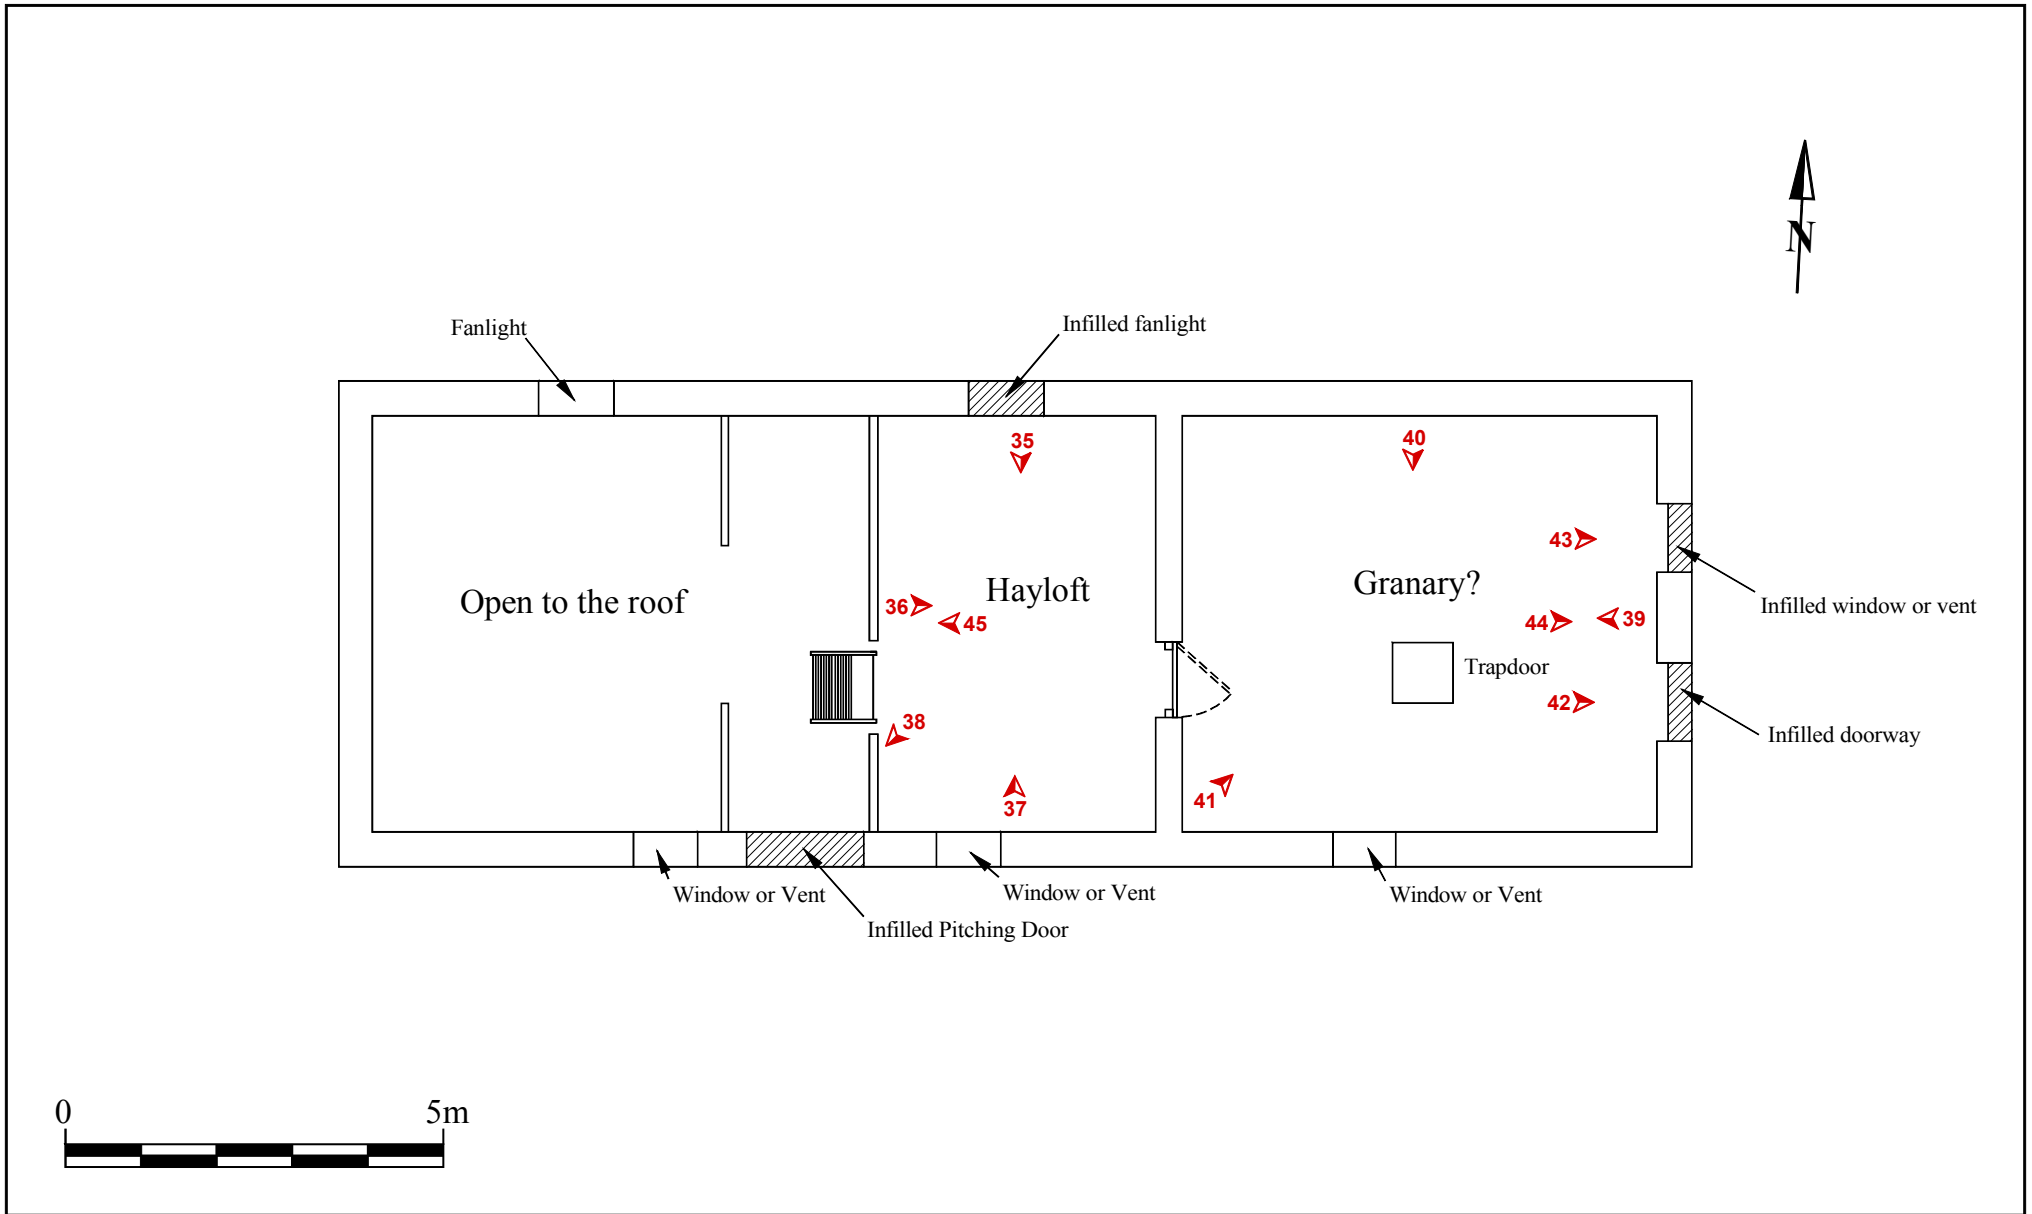 N
Fanlight
Infilled fanlight
35
40
43
Open to the roof
Hayloft
Granary?
36
45
44
39
Infilled window or vent
Trapdoor
42
38
Infilled doorway
37
41
Window or Vent
Window or Vent
Window or Vent
Infilled Pitching Door
0
5m